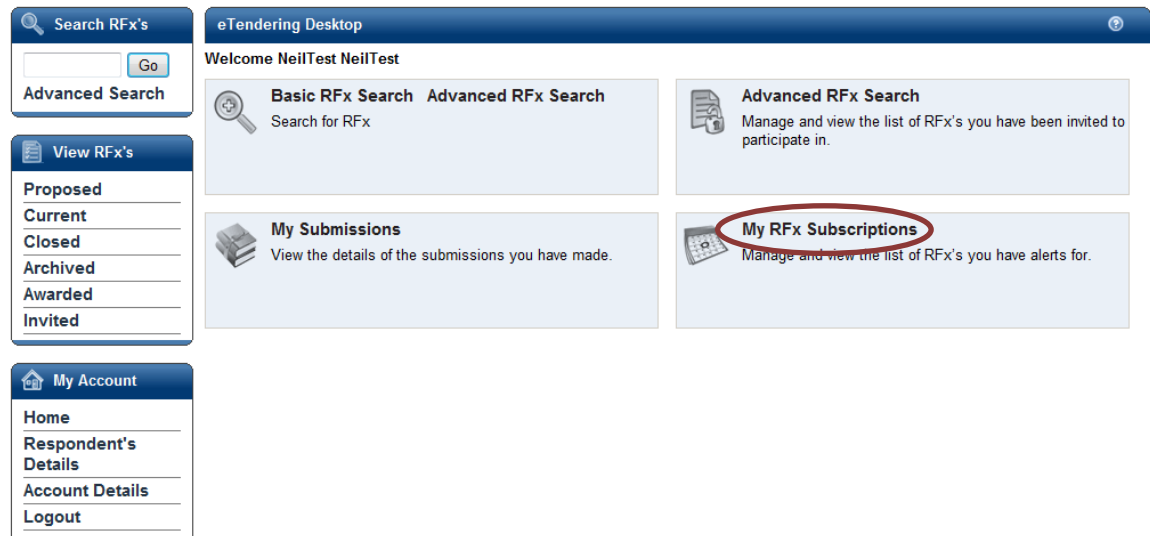 Search RFx's
Go
Advanced Search
View RFx's
Proposed
Current
Closed
Archived
Awarded
Invited
My Account
Home
Respondent's
Details
Account Details
Logout
eTendering Desktop
?
Welcome NeilTest NeilTest
Basic RFx Search Advanced RFx Search
Search for RFx
Advanced RFx Search
Manage and view the list of RFx's you have been invited to
participate in.
My Submissions
View the details of the submissions you have made.
My RFx Subscriptions
Manage and view the list of RFx's you have alerts for.